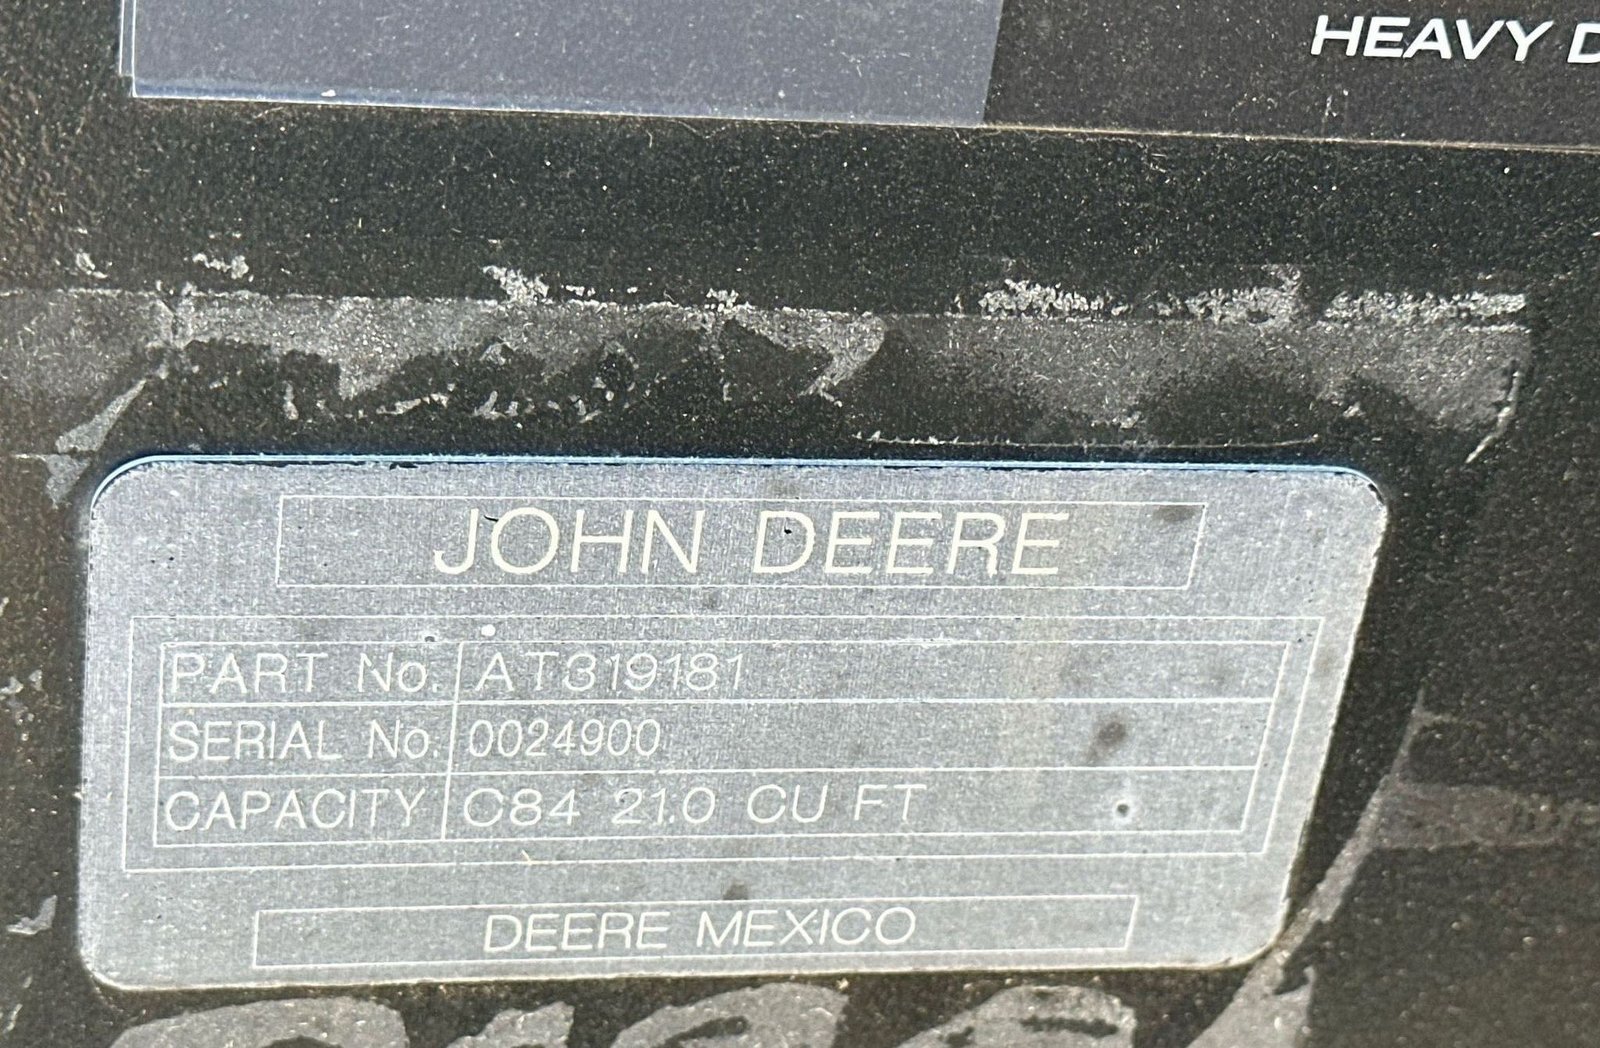 HEAVY D
JOHN DEERE
PART No. AT319181
SERIAL No. 0024900
CAPACITY C84 21.0 CU FT
DEERE MEXICO